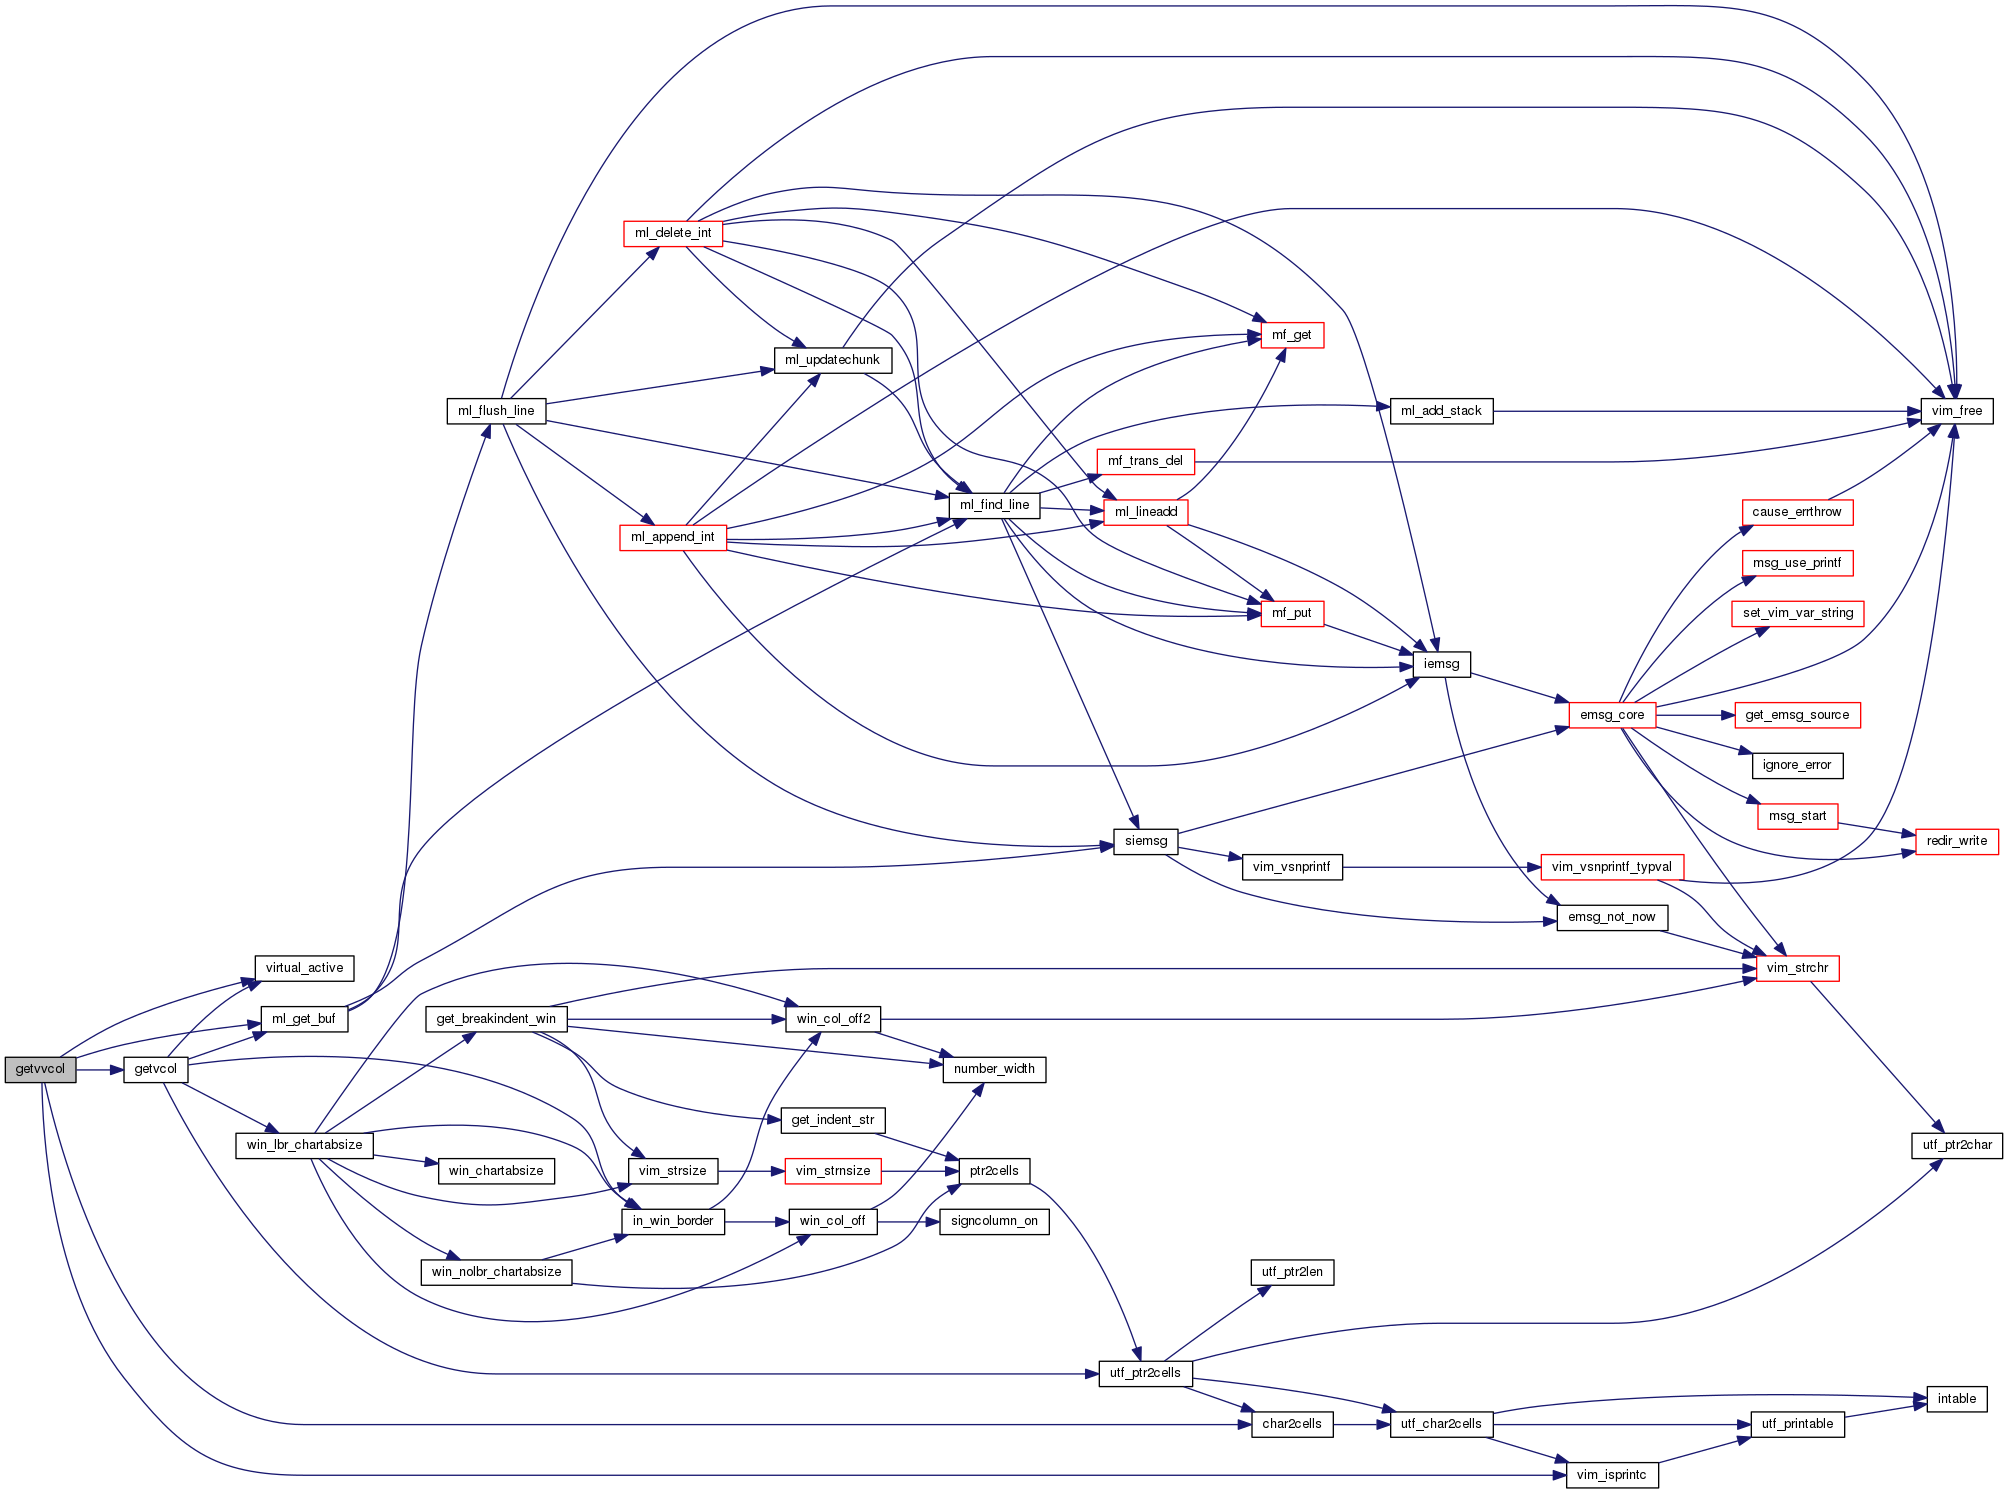 ml_delete_int
mf_get
ml_updatechunk
ml_flush_line
ml_add_stack
vim_free
mf_trans_del
ml_find_line
ml_lineadd
cause_errthrow
ml_append_int
msg_use_printf
mf_put
set_vim_var_string
iemsg
emsg_core
get_emsg_source
ignore_error
msg_start
siemsg
redir_write
vim_vsnprintf
vim_vsnprintf_typval
emsg_not_now
virtual_active
vim_strchr
ml_get_buf
get_breakindent_win
win_col_off2
getvvcol
getvcol
number_width
get_indent_str
win_lbr_chartabsize
utf_ptr2char
win_chartabsize
vim_strsize
vim_strnsize
ptr2cells
in_win_border
win_col_off
signcolumn_on
win_nolbr_chartabsize
utf_ptr2len
utf_ptr2cells
intable
char2cells
utf_char2cells
utf_printable
vim_isprintc